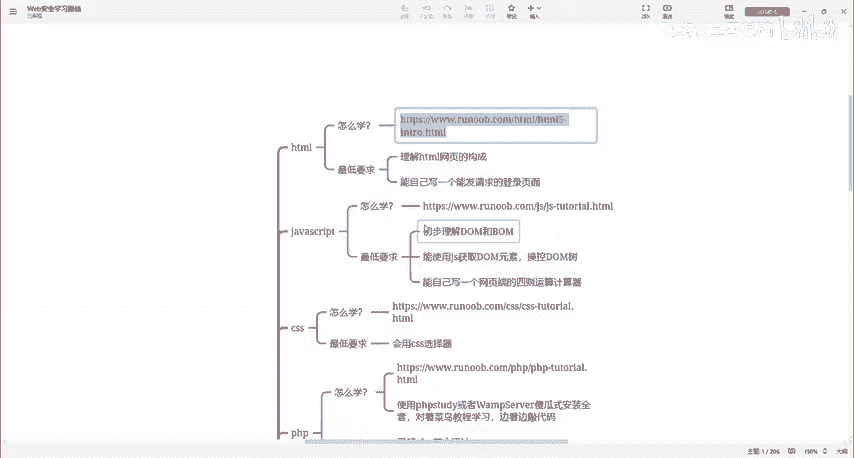 Web安全学习路线
笔记
插入
怎么学?
https://www.runoob.com/html/html5-
intro.html
html
理解html网页的构成
最低要求
能自己写一个能发请求的登录页面
怎么学?
https://www.runoob.com/js/js-tutorial.html
javascript
初步理解DOM和BOM
最低要求
能使用js获取DOM元素，操控DOM树
能自己写一个网页端的四则运算计算器
怎么学?
https://www.runoob.com/css/css-tutorial.
html
css
最低要求
会用css选择器
https://www.runoob.com/php/php-tutorial.
html
怎么学?
使用phpstudy或者WampServer傻瓜式安装全
套，对着菜鸟教程学习，边看边敲代码
php
主题: 1 / 206
150%
大纲